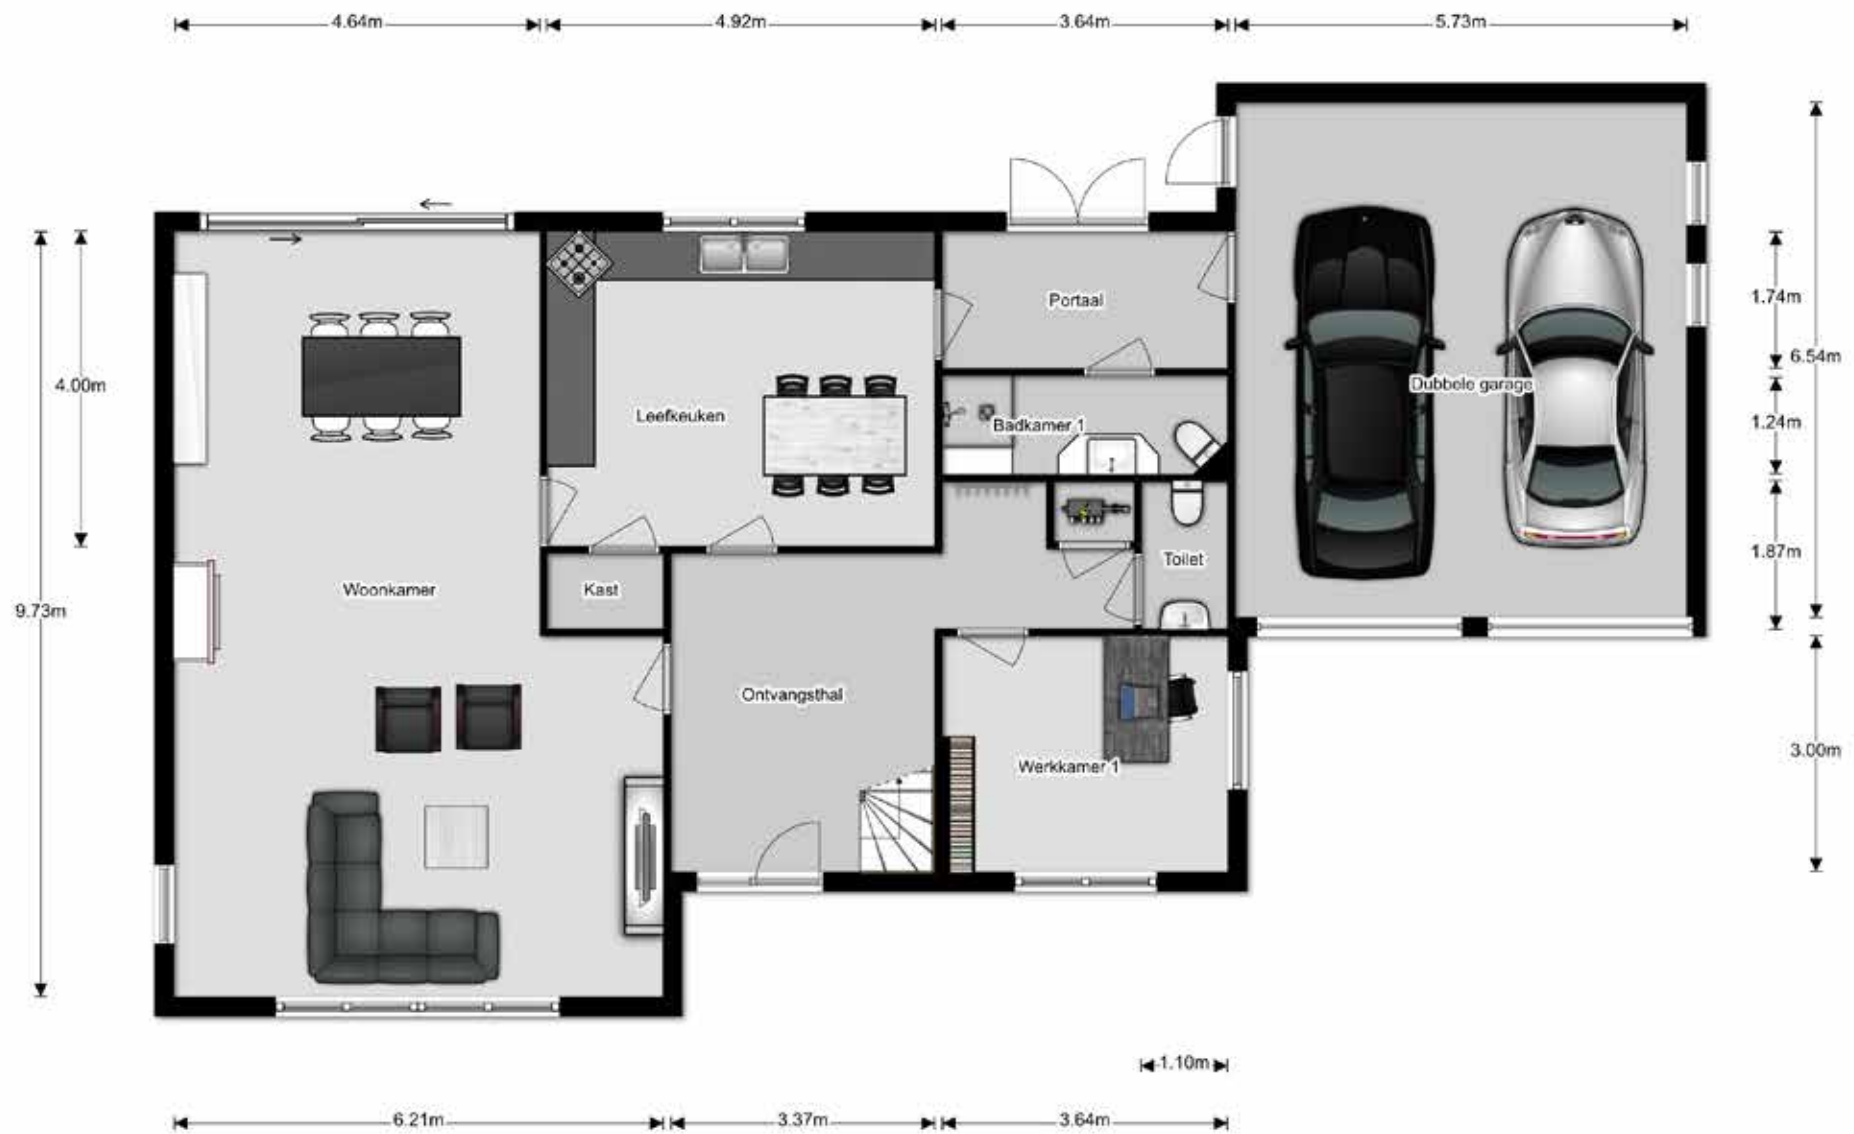 4.64m
4.92m
3.64m
5.73m
Portaal
1.74m
6.54m
4.00m
Dubbele garage
Leefkeuken
Badkamer 1
1.24m
1.87m
Toilet
Woonkamer
Kast
9.73m
Ontvangsthal
3.00m
Werkkamer 1
1.10m
6.21m
3.37m
3.64m